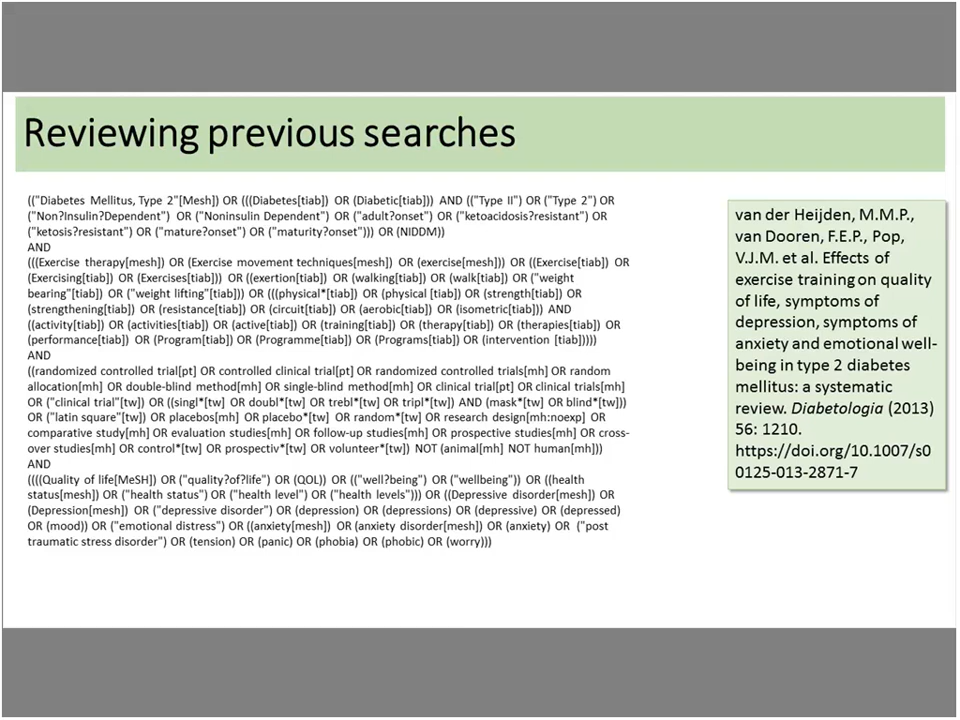 Reviewing previous searches
(("Diabetes Mellitus, Type 2"[Mesh]) OR (((Diabetes[tiab) OR (Diabetic[tiab])) AND (("Type II") OR ("Type 2") OR
("Non?Insulin?Dependent") OR ("Noninsulin Dependent") OR ("adult?onset") OR ("ketoacidosis?resistant") OR
("ketosis?resistant") OR ("mature?onset") OR ("maturity?onset"))) OR (NIDDM))
AND
(((Exercise therapy[mesh]) OR (Exercise movement techniques[mesh]) OR (exercise[mesh])) OR ((Exercise[tiab) OR
(Exercising[tiab) OR (Exercises[tiab])) OR ((exertion[tiab) OR (walking[tiab) OR (walk[tiab) OR ("weight
bearing"[tiab) OR ("weight lifting"[tiab])) OR (((physical*[tiab) OR (physical [tiab) OR (strength[tiab) OR
(strengthening[tiab) OR (resistance[tiab) OR (circuit[tiab) OR (aerobic[tiab) OR (isometric[tiab])) AND
((activity[tiab) OR (activities[tiab) OR (active[tiab) OR (training[tiab) OR (therapy[tiab) OR (therapies[tiab) OR
(performance[tiab) OR (Program[tiab) OR (Programme[tiab) OR (Programs[tiab) OR (intervention [tiab)))))
AND
((randomized controlled trial[pt] OR controlled clinical trial[pt] OR randomized controlled trials[mh] OR random
allocation[mh] OR double-blind method[mh] OR single-blind method[mh] OR clinical trial[pt] OR clinical trials[mh]
OR ("clinical trial"[tw]) OR ((singl*[tw OR doubl*[tw OR trebl*[tw OR tripl*[tw) AND (mask*[tw OR blind*[tw]))
OR ("latin square"[tw]) OR placebos[mh] OR placebo*[tw OR random*[tw OR research design[mh:noexp] OR
comparative study[mh] OR evaluation studies[mh] OR follow-up studies[mh] OR prospective studies[mh] OR cross-
over studies[mh] OR control*[tw OR prospectiv*[tw OR volunteer*[tw]) NOT (animal[mh] NOT human[mh]))
AND
((((Quality of life[MeSH]) OR ("quality?of?life") OR (QOL)) OR (("well?being") OR ("wellbeing")) OR ((health
status[mesh]) OR ("health status") OR ("health level") OR ("health levels"))) OR ((Depressive disorder[mesh]) OR
(Depression[mesh]) OR ("depressive disorder") OR (depression) OR (depressions) OR (depressive) OR (depressed)
OR (mood)) OR ("emotional distress") OR ((anxiety[mesh]) OR (anxiety disorder[mesh]) OR (anxiety) OR ("post
traumatic stress disorder") OR (tension) OR (panic) OR (phobia) OR (phobic) OR (worry)))
van der Heijden, M.M.P.,
van Dooren, F.E.P., Pop,
V.J.M. et al. Effects of
exercise training on quality
of life, symptoms of
depression, symptoms of
anxiety and emotional well-
being in type 2 diabetes
mellitus: a systematic
review. Diabetologia (2013)
56: 1210.
https://doi.org/10.1007/s0
0125-013-2871-7